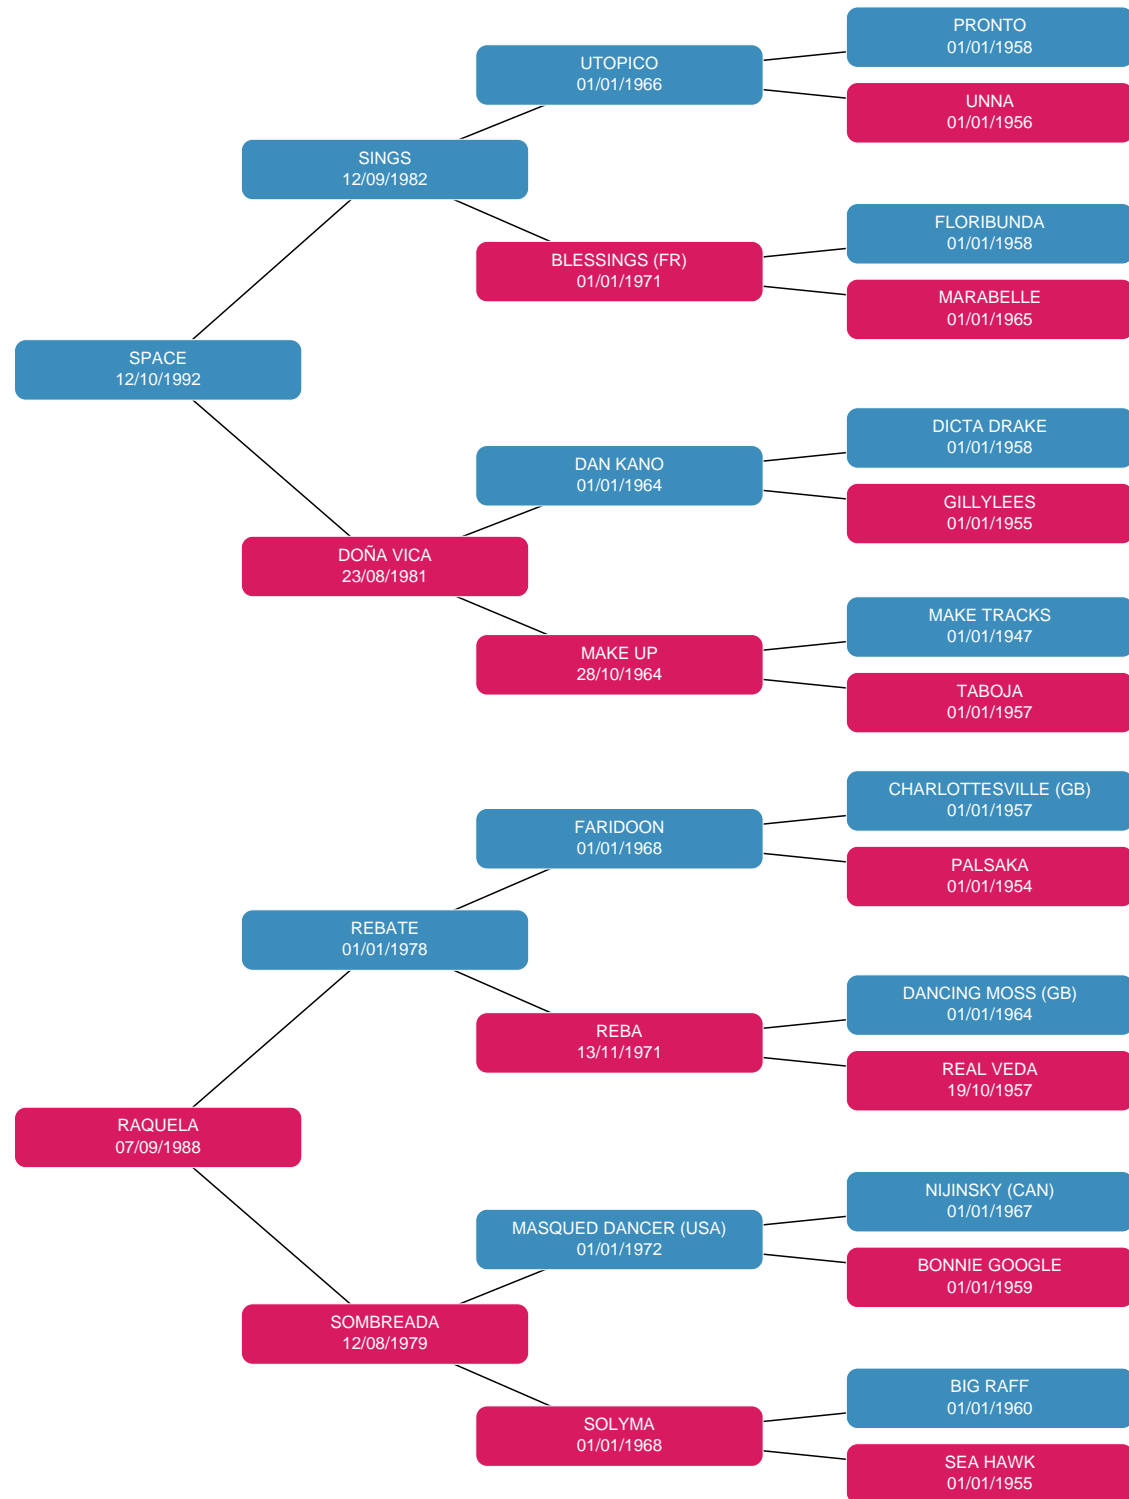 PRONTO
01/01/1958
UTOPICO
01/01/1966
UNNA
01/01/1956
SINGS
12/09/1982
FLORIBUNDA
01/01/1958
BLESSINGS (FR)
01/01/1971
MARABELLE
01/01/1965
SPACE
12/10/1992
DICTA DRAKE
01/01/1958
DAN KANO
01/01/1964
GILLYLEES
01/01/1955
DOÑA VICA
23/08/1981
MAKE TRACKS
01/01/1947
MAKE UP
28/10/1964
TABOJA
01/01/1957
CHARLOTTESVILLE (GB)
01/01/1957
FARIDOON
01/01/1968
PALSAKA
01/01/1954
REBATE
01/01/1978
DANCING MOSS (GB)
01/01/1964
REBA
13/11/1971
REAL VEDA
19/10/1957
RAQUELA
07/09/1988
NIJINSKY (CAN)
01/01/1967
MASQUED DANCER (USA)
01/01/1972
BONNIE GOOGLE
01/01/1959
SOMBREADA
12/08/1979
BIG RAFF
01/01/1960
SOLYMA
01/01/1968
SEA HAWK
01/01/1955